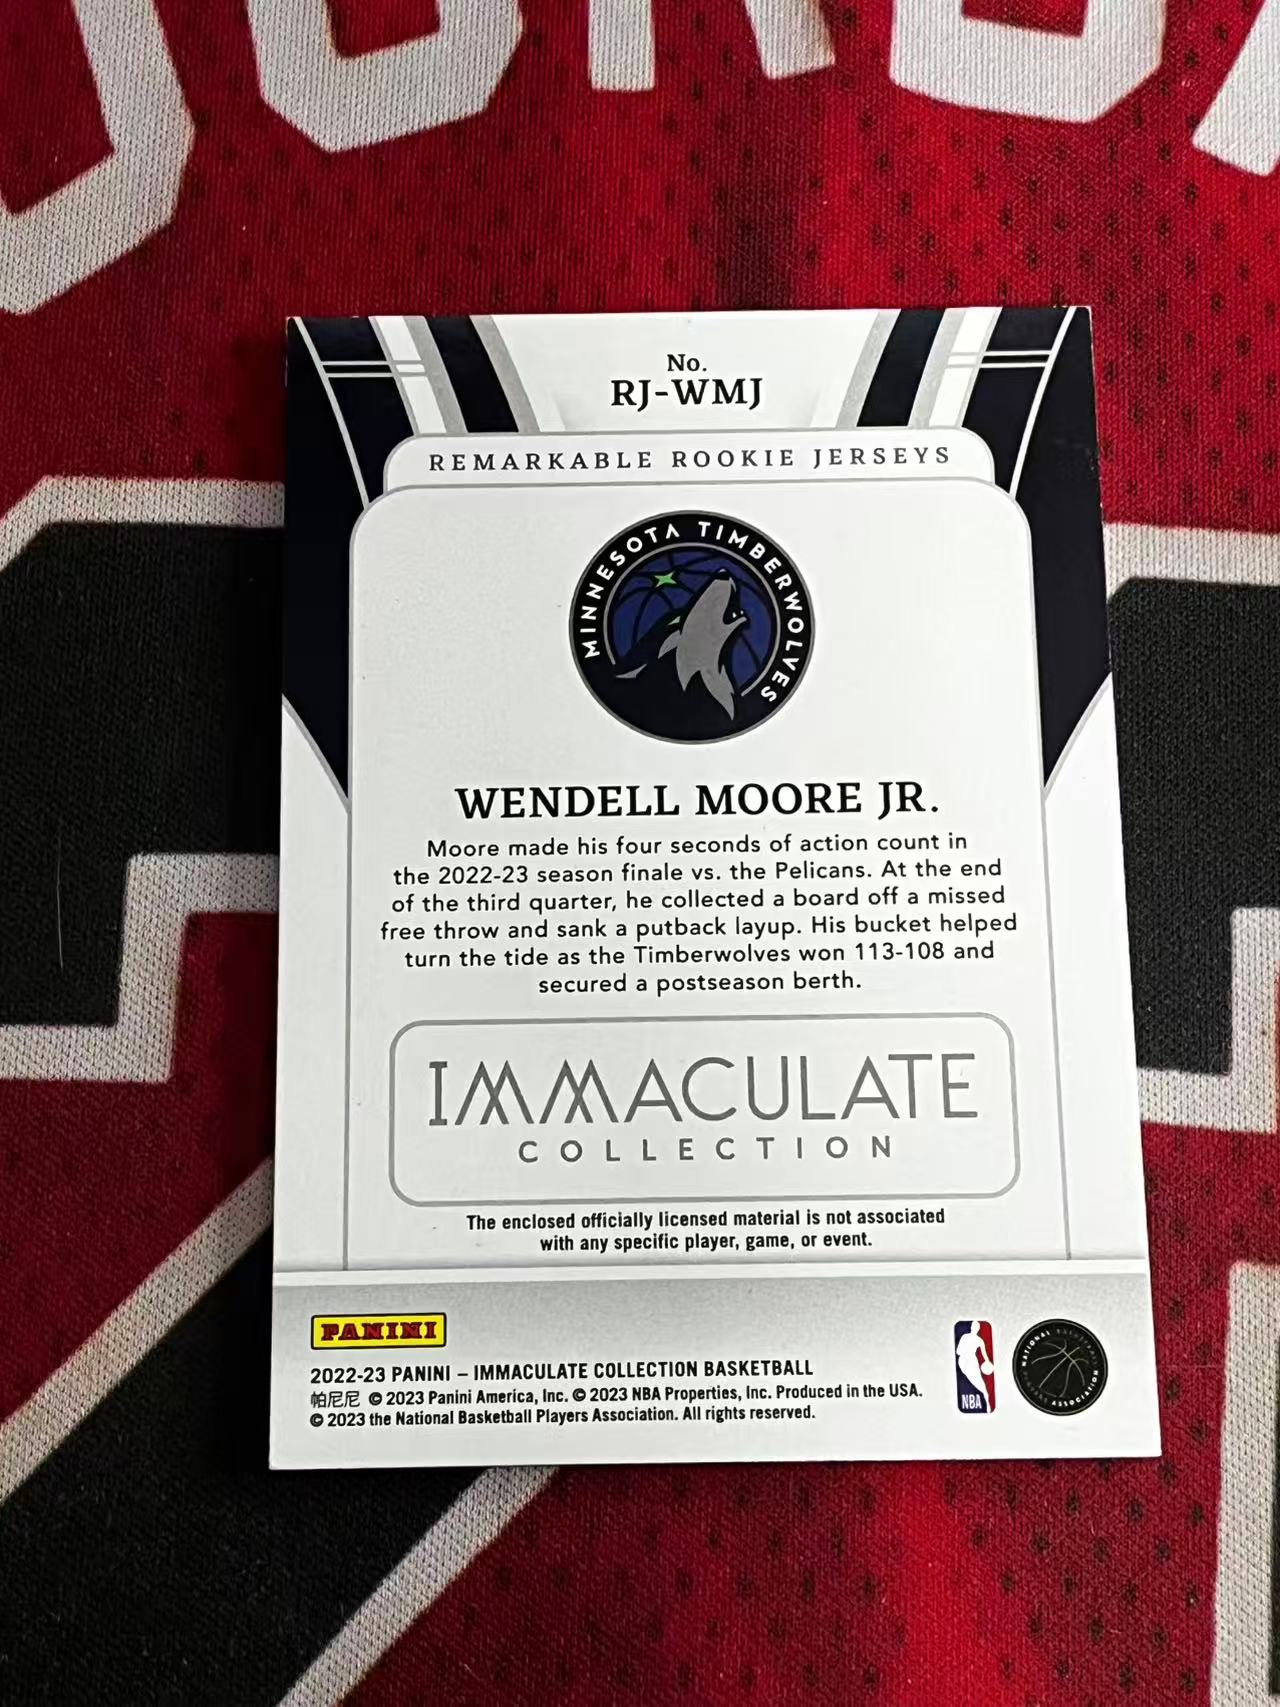 No.
RJ-WMJ
REMARKABLE ROOKIE JERSEYS
MINNESOTA TIMBERWOLVES
WENDELL MOORE JR.
Moore made his four seconds of action count in
the 2022-23 season finale vs. the Pelicans. At the end
of the third quarter, he collected a board off a missed
free throw and sank a putback layup. His bucket helped
turn the tide as the Timberwolves won 113-108 and
secured a postseason berth.
IMMACULATE
COLLECTION
The enclosed officially licensed material is not associated
with any specific player, game, or event.
PANINI
2022-23 PANINI – IMMACULATE COLLECTION BASKETBALL
帕尼尼 © 2023 Panini America, Inc. © 2023 NBA Properties, Inc. Produced in the USA.
© 2023 the National Basketball Players Association. All rights reserved.
NBA
NATIONAL BASKETBALL PLAYERS ASSOCIATION